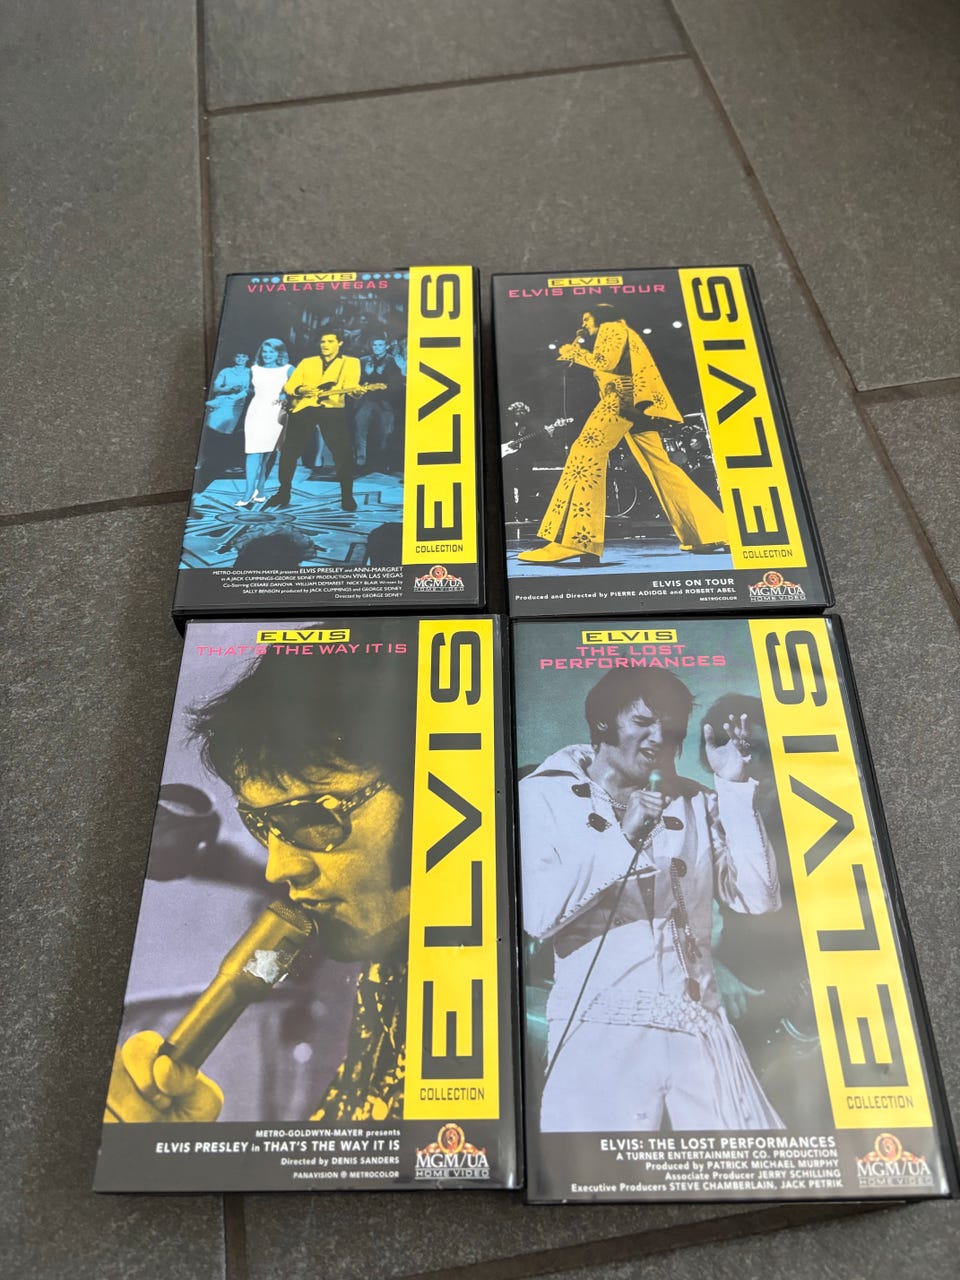 ELVIS
VIVA LAS VEGAS
ELVIS
COLLECTION
METRO-GOLDWYN-MAYER presents ELVIS PRESLEY and ANN-MARGRET
in A JACK CUMMINGS-GEORGE SIDNEY PRODUCTION VIVA LAS VEGAS
Co-Starring CESARE DANOVA WILLIAM DEMAREST NICKY BLAIR Written by
SALLY BENSON produced by JACK CUMMINGS and GEORGE SIDNEY
Directed by GEORGE SIDNEY
MGM/UA
HOME VIDEO
ELVIS
ELVIS ON TOUR
ELVIS
COLLECTION
ELVIS ON TOUR
Produced and Directed by PIERRE ADIDGE and ROBERT ABEL
METROCOLOR
MGM/UA
HOME VIDEO
ELVIS
THAT'S THE WAY IT IS
ELVIS
COLLECTION
METRO-GOLDWYN-MAYER presents
ELVIS PRESLEY in THAT'S THE WAY IT IS
Directed by DENIS SANDERS
PANAVISION ® METROCOLOR
MGM/UA
HOME VIDEO
ELVIS
THE LOST
PERFORMANCES
ELVIS
COLLECTION
ELVIS: THE LOST PERFORMANCES
A TURNER ENTERTAINMENT CO. PRODUCTION
Produced by PATRICK MICHAEL MURPHY
Associate Producer JERRY SCHILLING
Executive Producers STEVE CHAMBERLAIN, JACK PETRIK
MGM/UA
HOME VIDEO